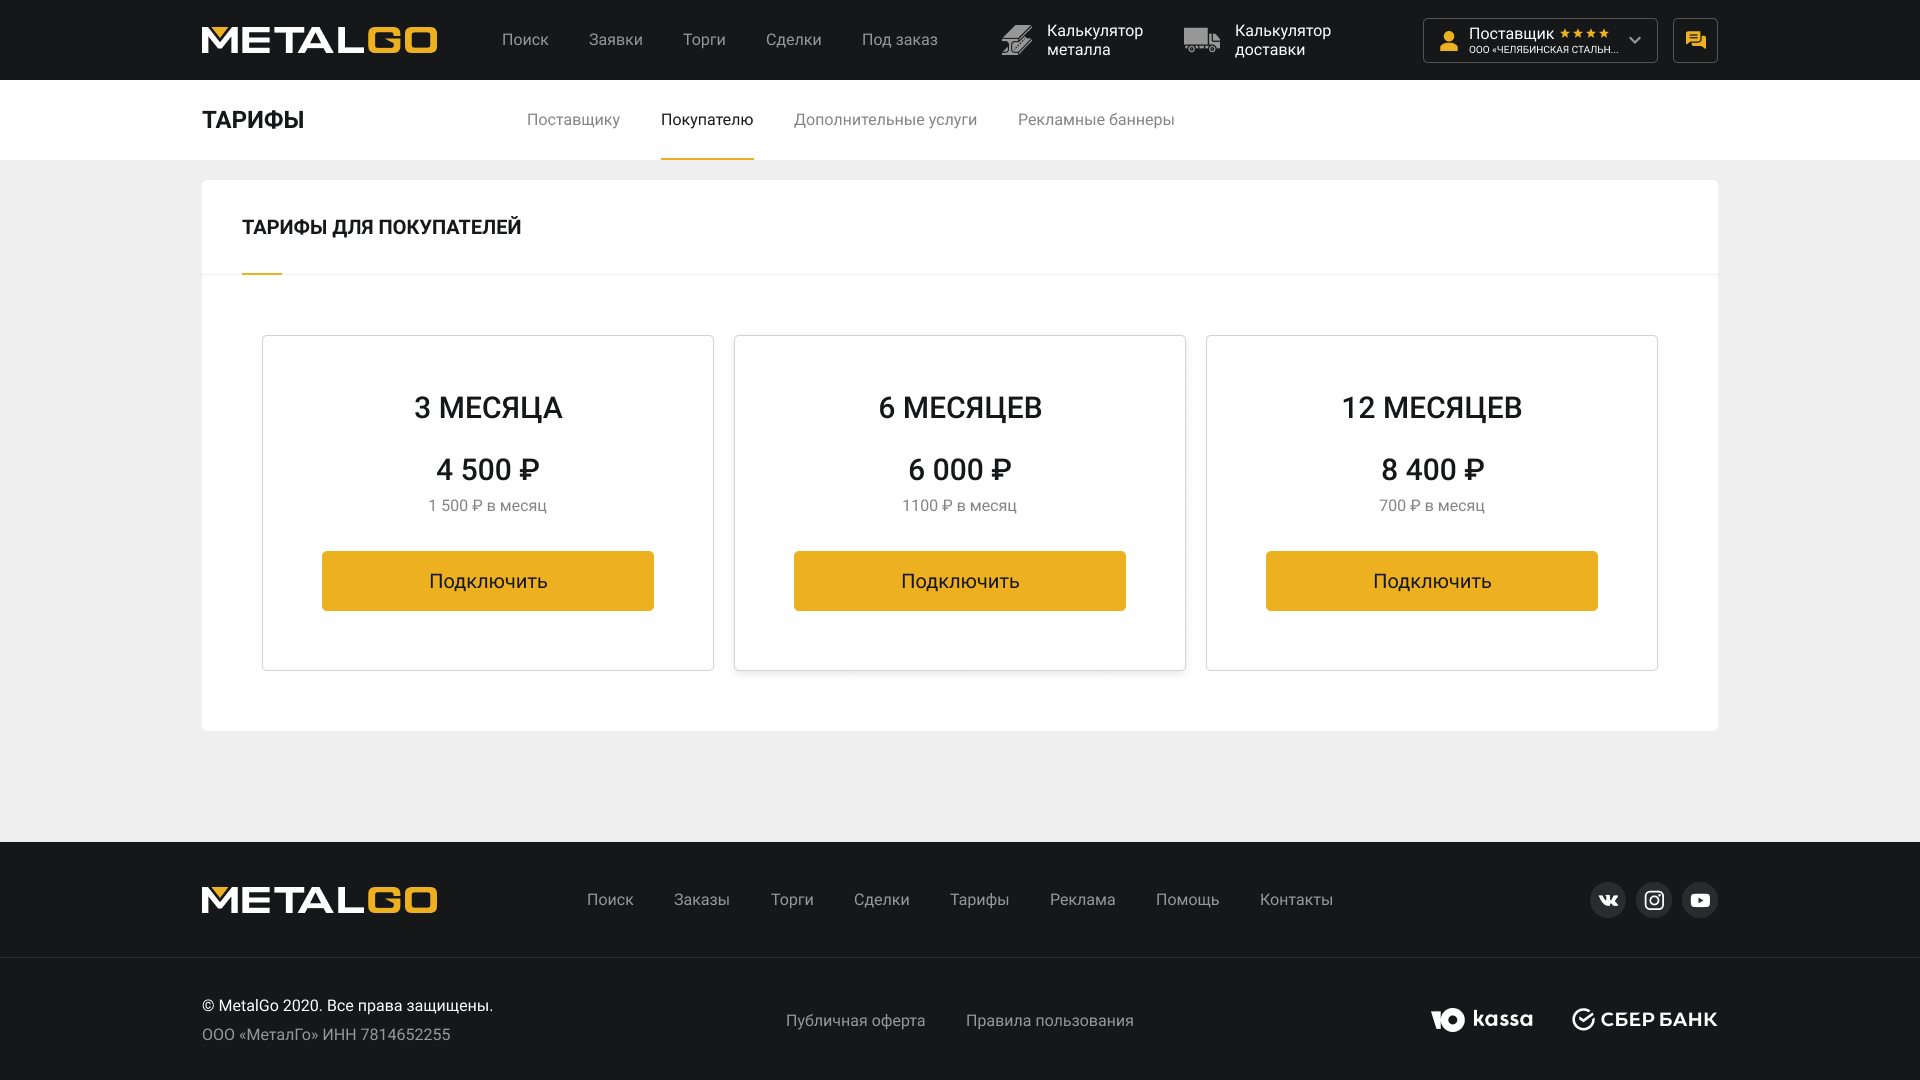 METALGO
Поиск
Заявки
Торги
Сделки
Под заказ
Калькулятор
металла
Калькулятор
доставки
Поставщик
ООО «ЧЕЛЯБИНСКАЯ СТАЛЬН...
ТАРИФЫ
Поставщику
Покупателю
Дополнительные услуги
Рекламные баннеры
ТАРИФЫ ДЛЯ ПОКУПАТЕЛЕЙ
3 МЕСЯЦА
4 500 ₽
1 500 ₽ в месяц
Подключить
6 МЕСЯЦЕВ
6 000 ₽
1100 ₽ в месяц
Подключить
12 МЕСЯЦЕВ
8 400 ₽
700 ₽ в месяц
Подключить
METALGO
Поиск
Заказы
Торги
Сделки
Тарифы
Реклама
Помощь
Контакты
© MetalGo 2020. Все права защищены.
ООО «МеталГо» ИНН 7814652255
Публичная оферта
Правила пользования
Ю kassa
СБЕР БАНК